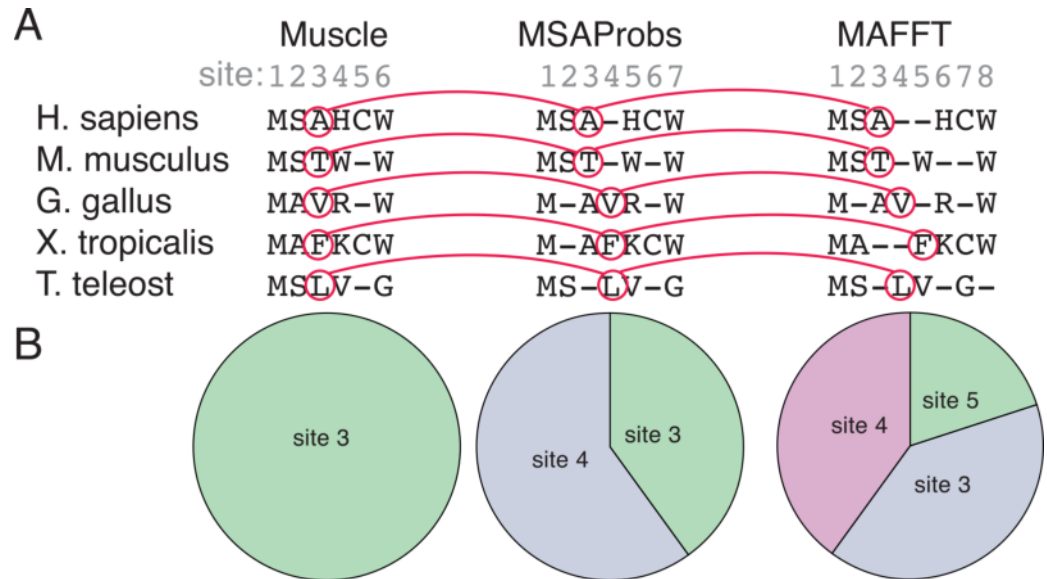 A
Muscle MSAProbs MAFFT
site:123456 1234567 12345678
H. sapiens MSAHCW MSA-HCW MSA--HCW
M. musculus MSTW-W MST-W-W MST-W--W
G. gallus MAVR-W M-AVR-W M-AV-R-W
X. tropicalis MAFKCW M-AFKCW MA--FKCW
T. teleost MSLV-G MS-LV-G MS-LV-G-
B
site 3 site 4 site 3 site 4 site 5 site 3